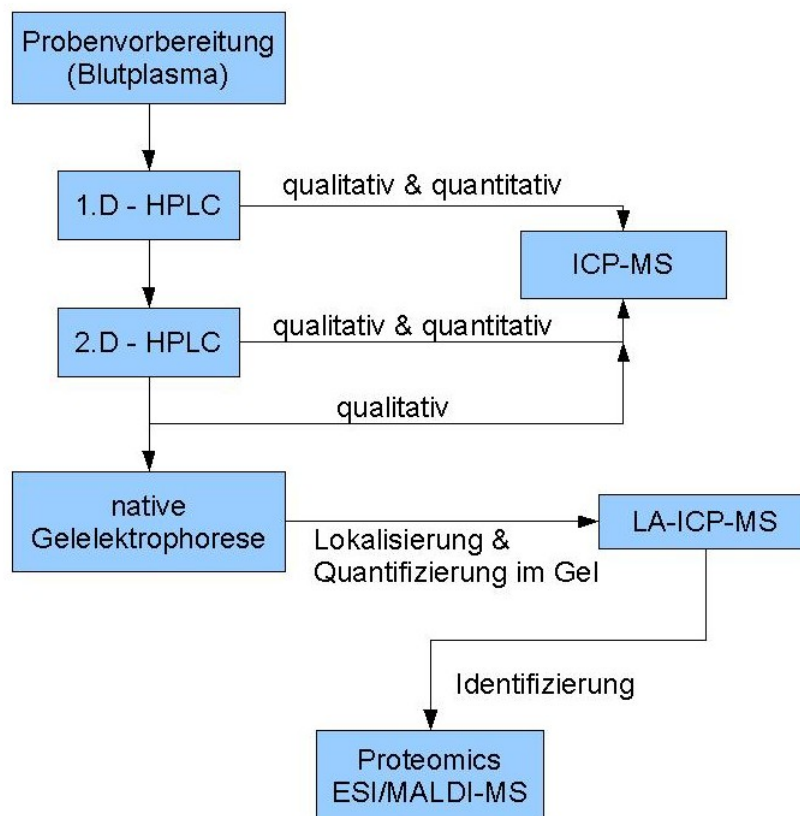 Probenvorbereitung
(Blutplasma)
1.D - HPLC
qualitativ & quantitativ
ICP-MS
2.D - HPLC
qualitativ & quantitativ
qualitativ
native
Gelelektrophorese
Lokalisierung &
Quantifizierung im Gel
LA-ICP-MS
Identifizierung
Proteomics
ESI/MALDI-MS